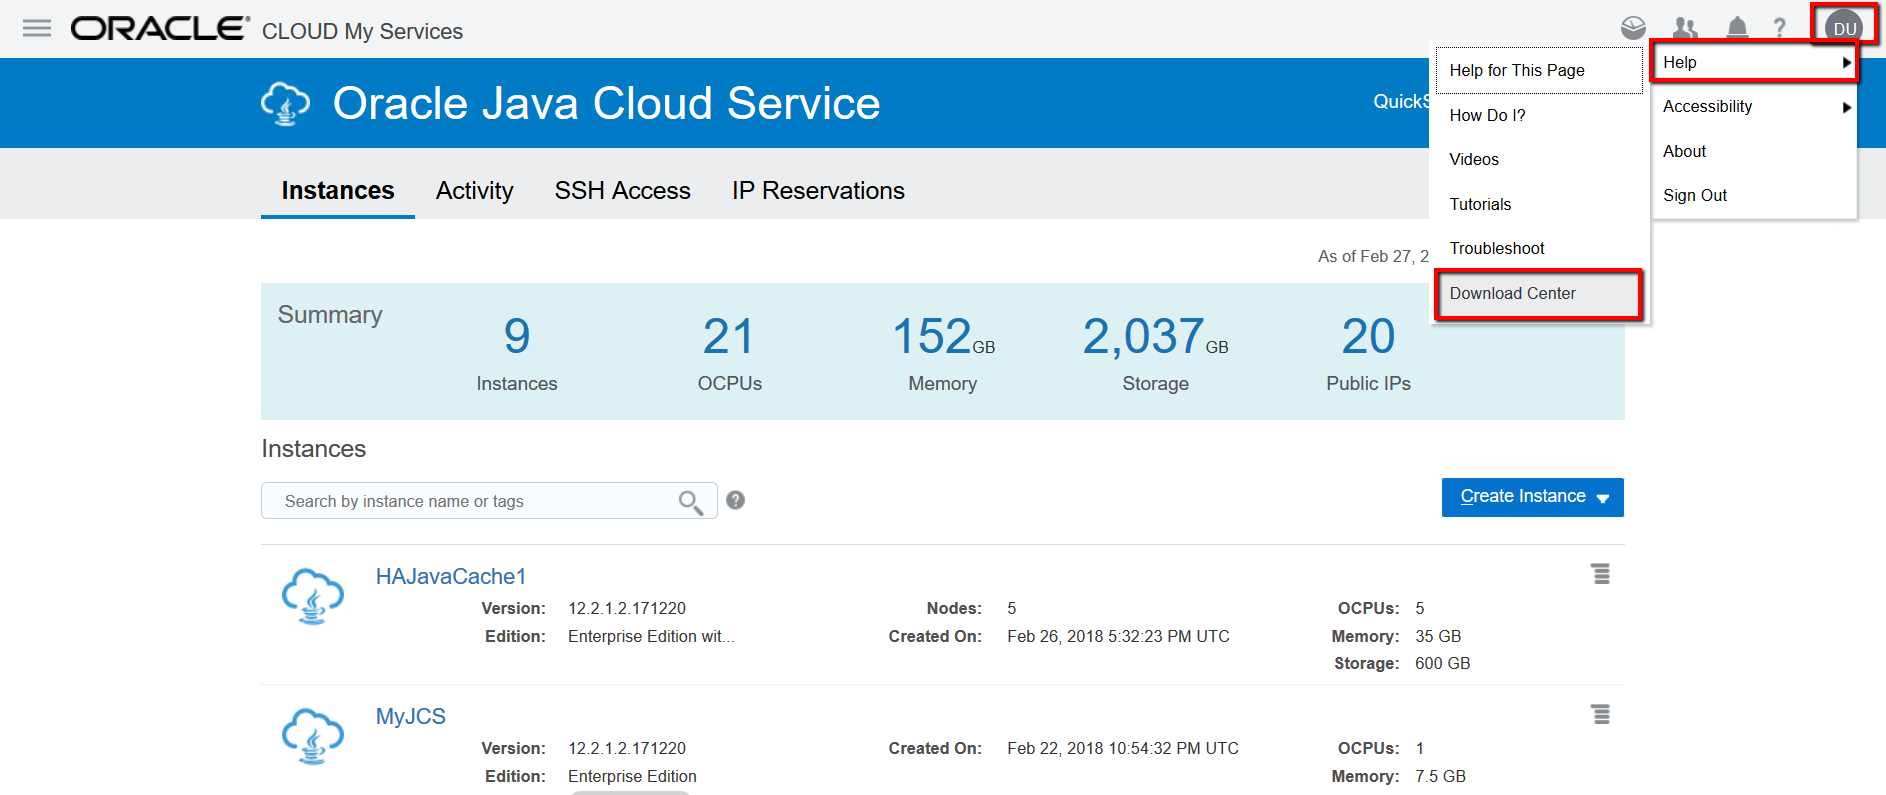 ORACLE® CLOUD My Services
? DU
Help
Accessibility
About
Sign Out
Help for This Page
How Do I?
Videos
Tutorials
Troubleshoot
Download Center
Oracle Java Cloud Service
QuickS
Instances Activity SSH Access IP Reservations
As of Feb 27, 2
Summary
9 21 152 GB 2,037 GB 20
Instances OCPUs Memory Storage Public IPs
Instances
Search by instance name or tags ?
Create Instance
HAJavaCache1
Version: 12.2.1.2.171220 Nodes: 5 OCPUs: 5
Edition: Enterprise Edition wit... Created On: Feb 26, 2018 5:32:23 PM UTC Memory: 35 GB
Storage: 600 GB
MyJCS
Version: 12.2.1.2.171220 Created On: Feb 22, 2018 10:54:32 PM UTC OCPUs: 1
Edition: Enterprise Edition Memory: 7.5 GB